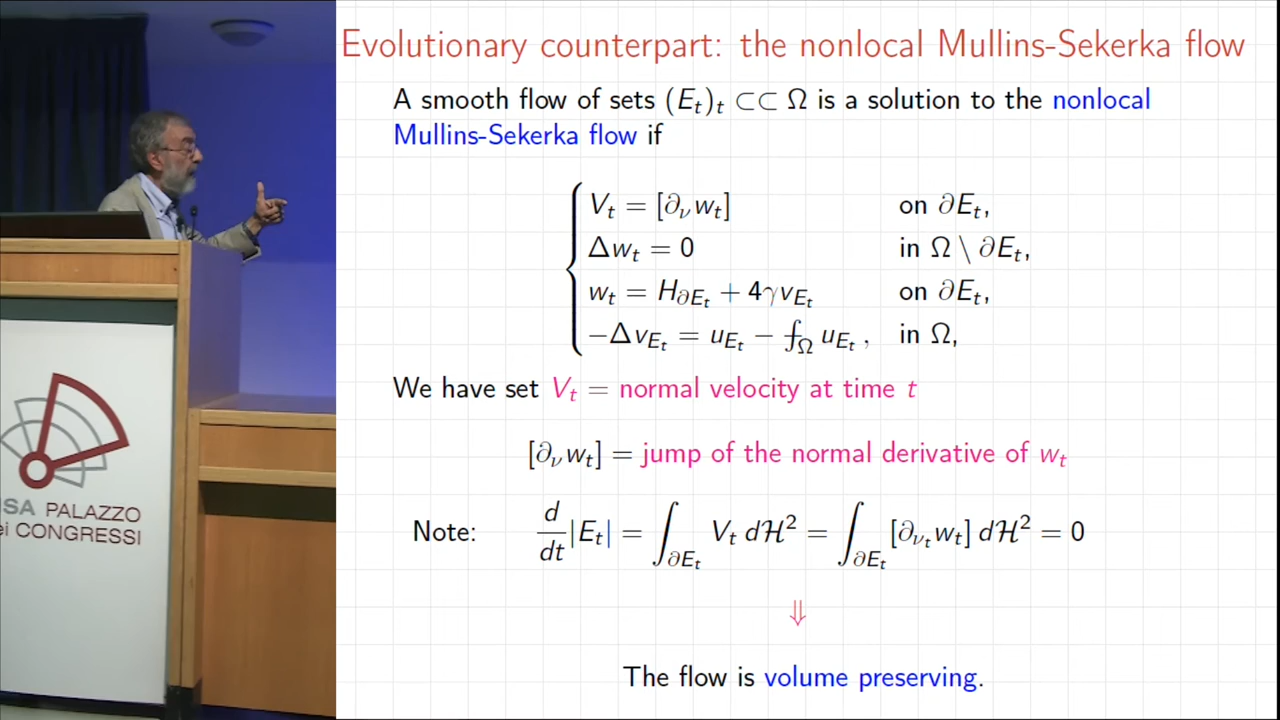 Evolutionary counterpart: the nonlocal Mullins-Sekerka flow
A smooth flow of sets (E_t)_t ⊂⊂ Ω is a solution to the nonlocal
Mullins-Sekerka flow if
V_t = [∂_ν w_t] on ∂E_t,
Δw_t = 0 in Ω \ ∂E_t,
w_t = H_{∂E_t} + 4γv_{E_t} on ∂E_t,
−Δv_{E_t} = u_{E_t} − ⨍_Ω u_{E_t} , in Ω,
We have set V_t = normal velocity at time t
[∂_ν w_t] = jump of the normal derivative of w_t
Note: d/dt |E_t| = ∫_{∂E_t} V_t dℋ² = ∫_{∂E_t} [∂_{ν_t} w_t] dℋ² = 0
⇓
The flow is volume preserving.
SA PALAZZO
ei CONGRESSI